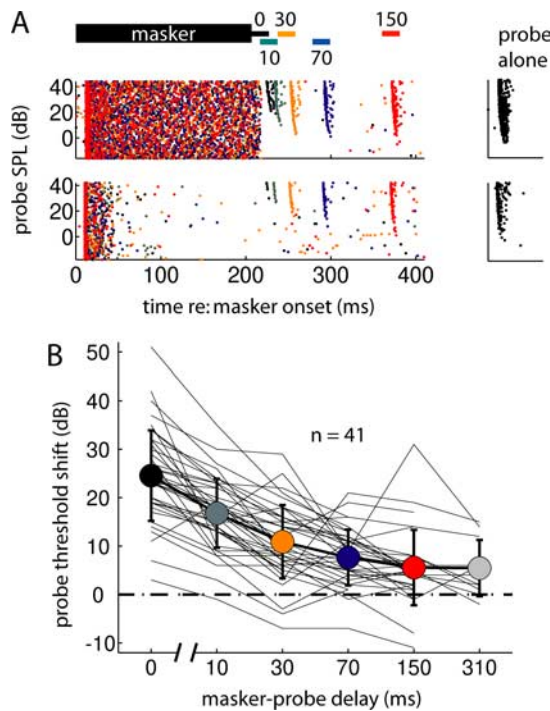 A
masker
0 30 150
10 70
probe alone
probe SPL (dB)
40
20
0
40
20
0
0 100 200 300 400
time re: masker onset (ms)
B
probe threshold shift (dB)
50
40
30
20
10
0
-10
n = 41
0 10 30 70 150 310
masker-probe delay (ms)